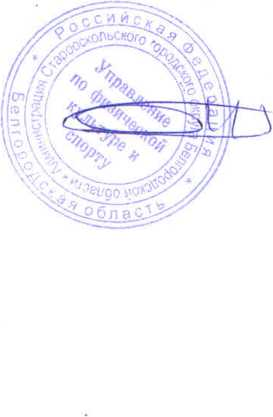 Российская Федерация
Белгородская область
Администрация Старооскольского городского округа Белгородской области
Управление
по физической
культуре и
спорту